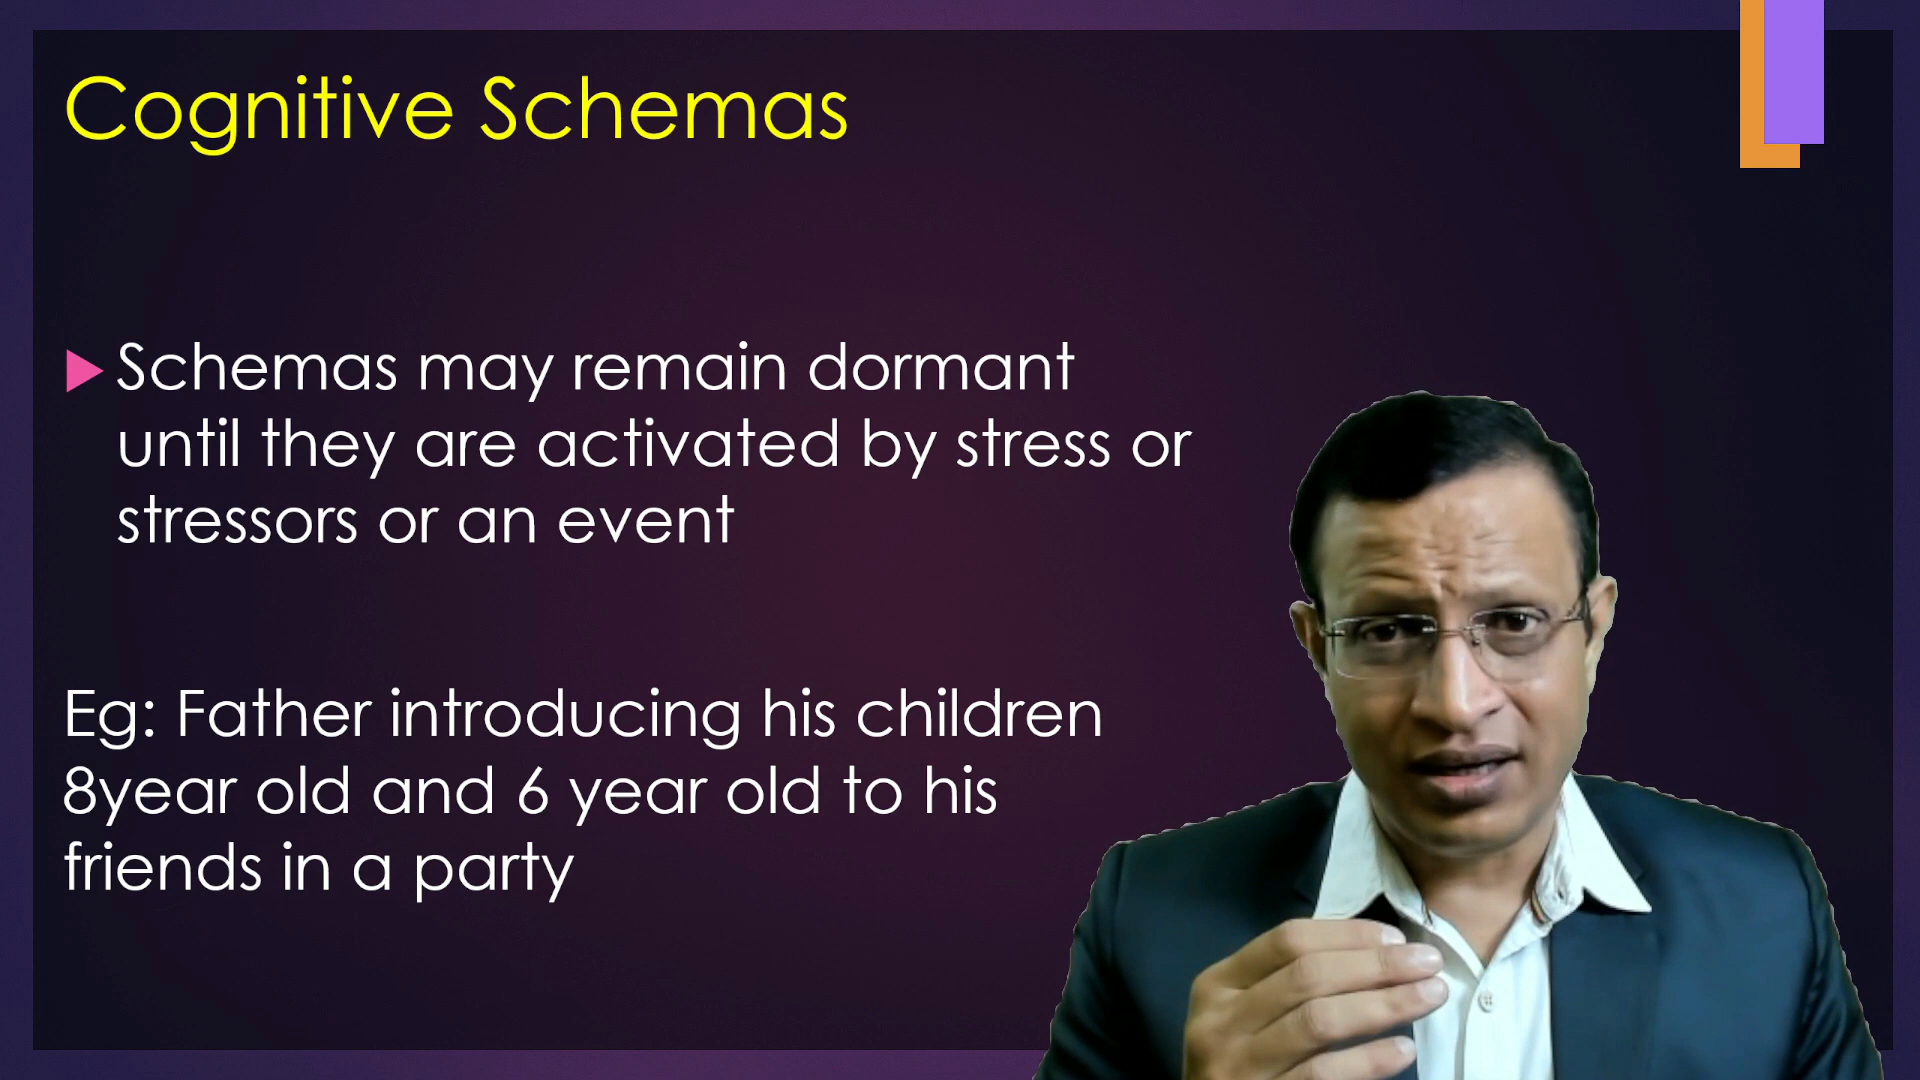 Cognitive Schemas
Schemas may remain dormant
until they are activated by stress or
stressors or an event
Eg: Father introducing his children
8year old and 6 year old to his
friends in a party